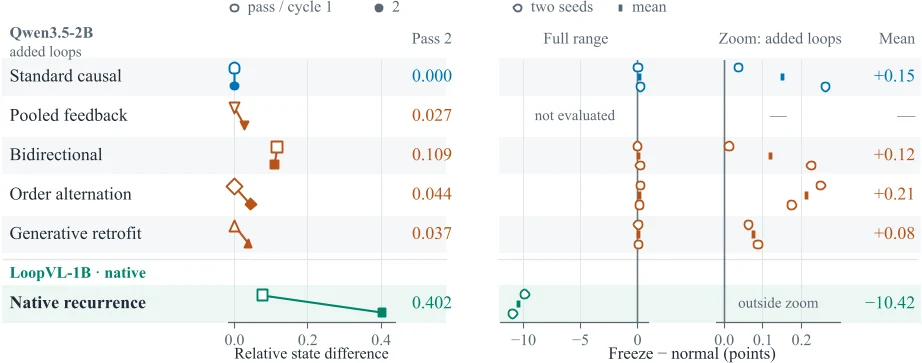 pass / cycle 1 2 two seeds mean
Qwen3.5-2B
added loops
Pass 2 Full range Zoom: added loops Mean
Standard causal 0.000 +0.15
Pooled feedback 0.027 not evaluated — —
Bidirectional 0.109 +0.12
Order alternation 0.044 +0.21
Generative retrofit 0.037 +0.08
LoopVL-1B · native
Native recurrence 0.402 outside zoom −10.42
0.0 0.2 0.4 −10 −5 0 0.0 0.1 0.2
Relative state difference Freeze − normal (points)